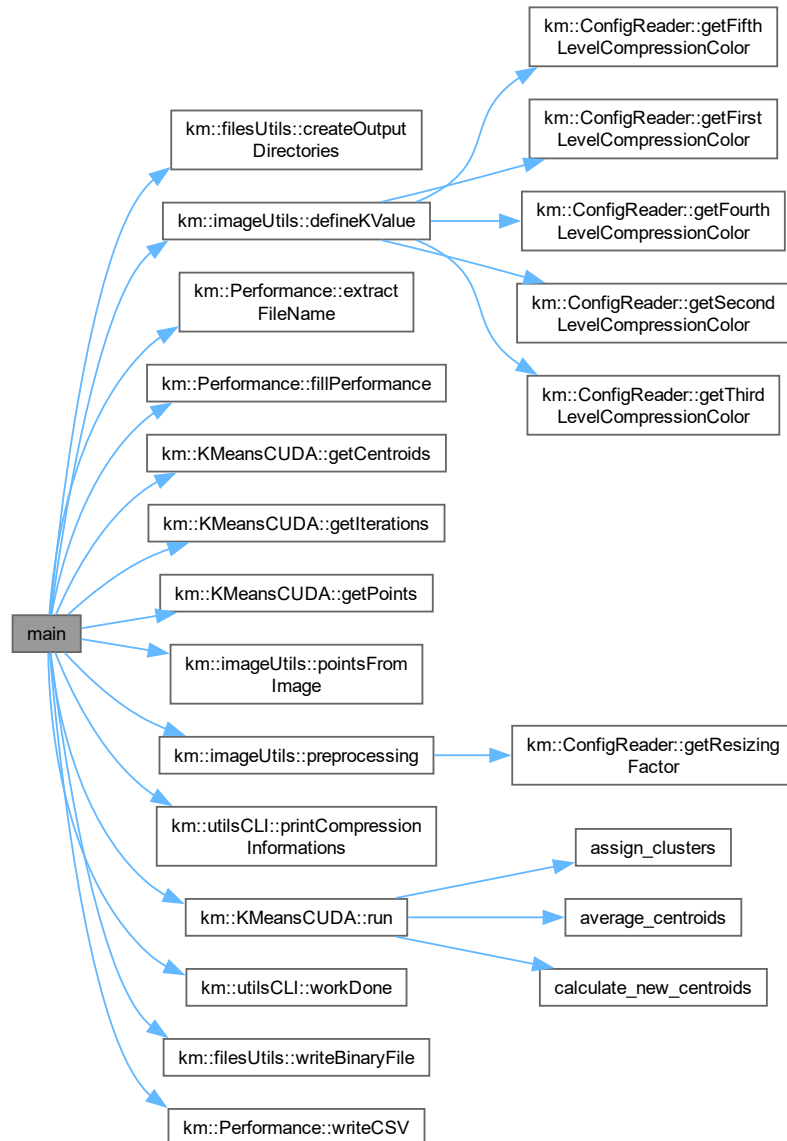 km::ConfigReader::getFifth
LevelCompressionColor
km::ConfigReader::getFirst
LevelCompressionColor
km::filesUtils::createOutput
Directories
km::imageUtils::defineKValue
km::ConfigReader::getFourth
LevelCompressionColor
km::Performance::extract
FileName
km::ConfigReader::getSecond
LevelCompressionColor
km::Performance::fillPerformance
km::ConfigReader::getThird
LevelCompressionColor
km::KMeansCUDA::getCentroids
km::KMeansCUDA::getIterations
km::KMeansCUDA::getPoints
main
km::imageUtils::pointsFrom
Image
km::imageUtils::preprocessing
km::ConfigReader::getResizing
Factor
km::utilsCLI::printCompression
Informations
assign_clusters
km::KMeansCUDA::run
average_centroids
km::utilsCLI::workDone
calculate_new_centroids
km::filesUtils::writeBinaryFile
km::Performance::writeCSV